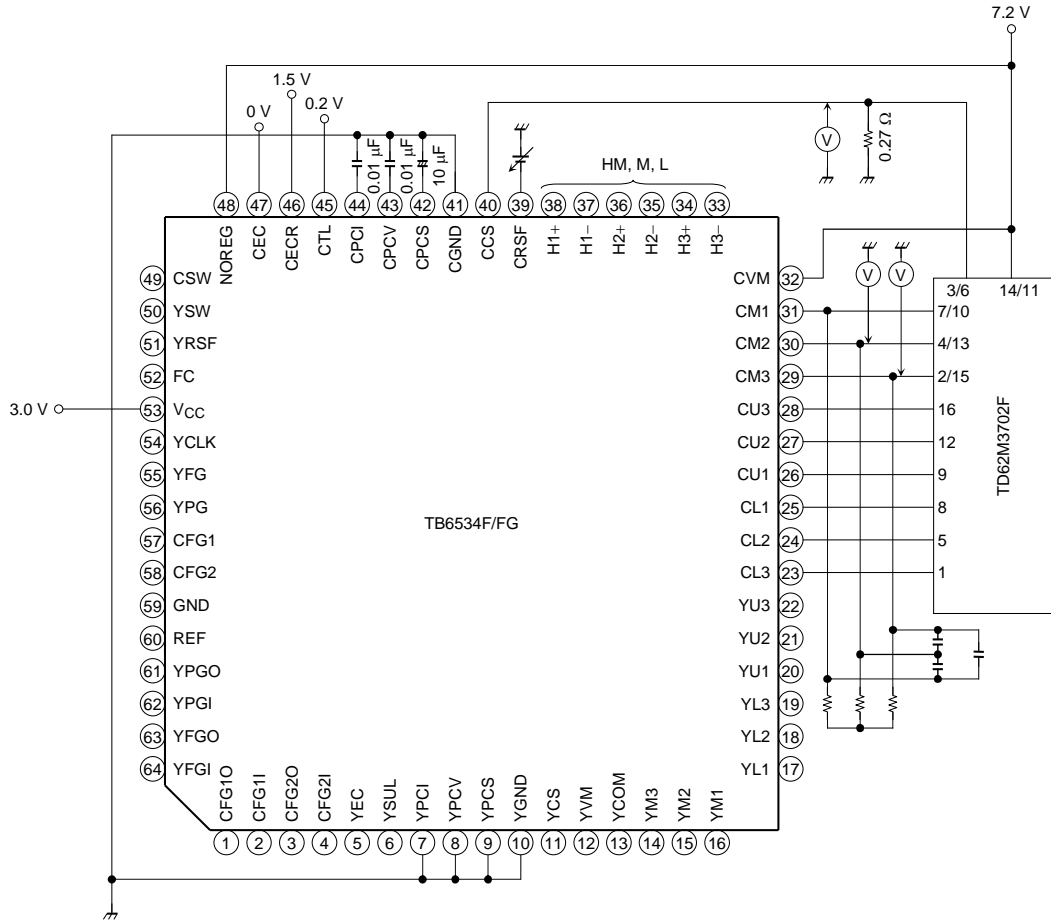 7.2 V
1.5 V
0 V
0.2 V
0.01 μF
0.01 μF
10 μF
V
0.27 Ω
HM, M, L
48 47 46 45 44 43 42 41 40 39 38 37 36 35 34 33
NOREG CEC CECR CTL CPCI CPCV CPCS CGND CCS CRSF H1+ H1− H2+ H2− H3+ H3−
V V
3/6 14/11
49 CSW CVM 32
50 YSW CM1 31 7/10
51 YRSF CM2 30 4/13
52 FC CM3 29 2/15
3.0 V 53 VCC CU3 28 16
54 YCLK CU2 27 12
55 YFG CU1 26 9
56 YPG CL1 25 8
57 CFG1 CL2 24 5
58 CFG2 CL3 23 1
TB6534F/FG
TD62M3702F
59 GND YU3 22
60 REF YU2 21
61 YPGO YU1 20
62 YPGI YL3 19
63 YFGO YL2 18
64 YFGI YL1 17
CFG1O CFG1I CFG2O CFG2I YEC YSUL YPCI YPCV YPCS YGND YCS YVM YCOM YM3 YM2 YM1
1 2 3 4 5 6 7 8 9 10 11 12 13 14 15 16